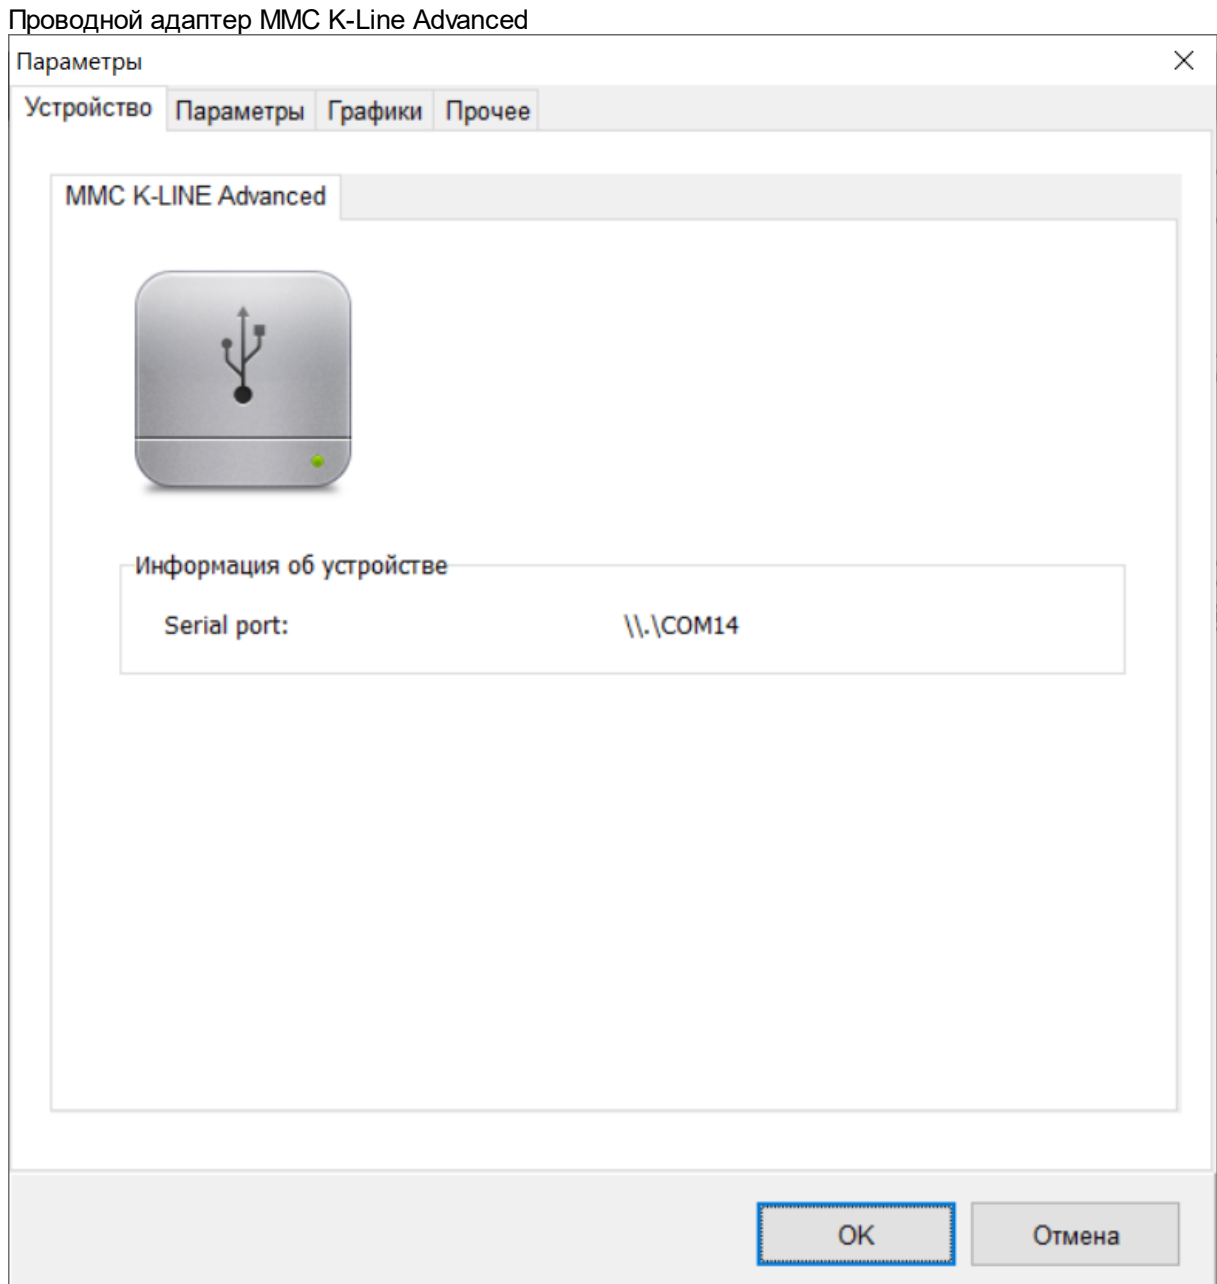 Проводной адаптер MMC K-Line Advanced
Параметры
Устройство Параметры Графики Прочее
MMC K-LINE Advanced
Информация об устройстве
Serial port: \\.\COM14
OK Отмена